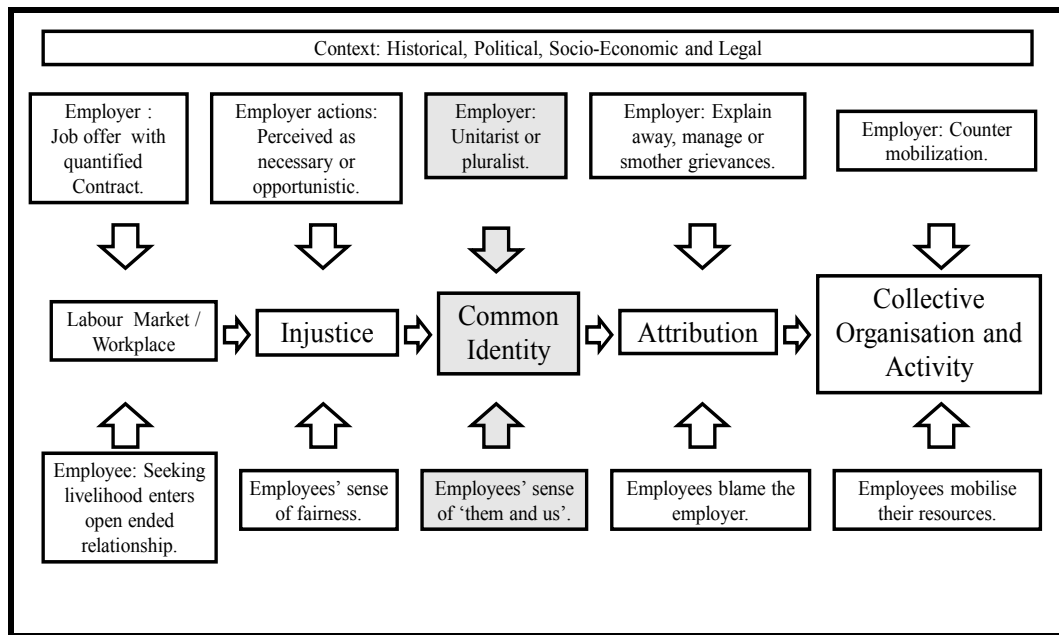 Context: Historical, Political, Socio-Economic and Legal
Employer :
Job offer with
quantified
Contract.
Employer actions:
Perceived as
necessary or
opportunistic.
Employer:
Unitarist or
pluralist.
Employer: Explain
away, manage or
smother grievances.
Employer: Counter
mobilization.
Labour Market /
Workplace
Injustice
Common
Identity
Attribution
Collective
Organisation and
Activity
Employee: Seeking
livelihood enters
open ended
relationship.
Employees’ sense
of fairness.
Employees’ sense
of ‘them and us’.
Employees blame the
employer.
Employees mobilise
their resources.